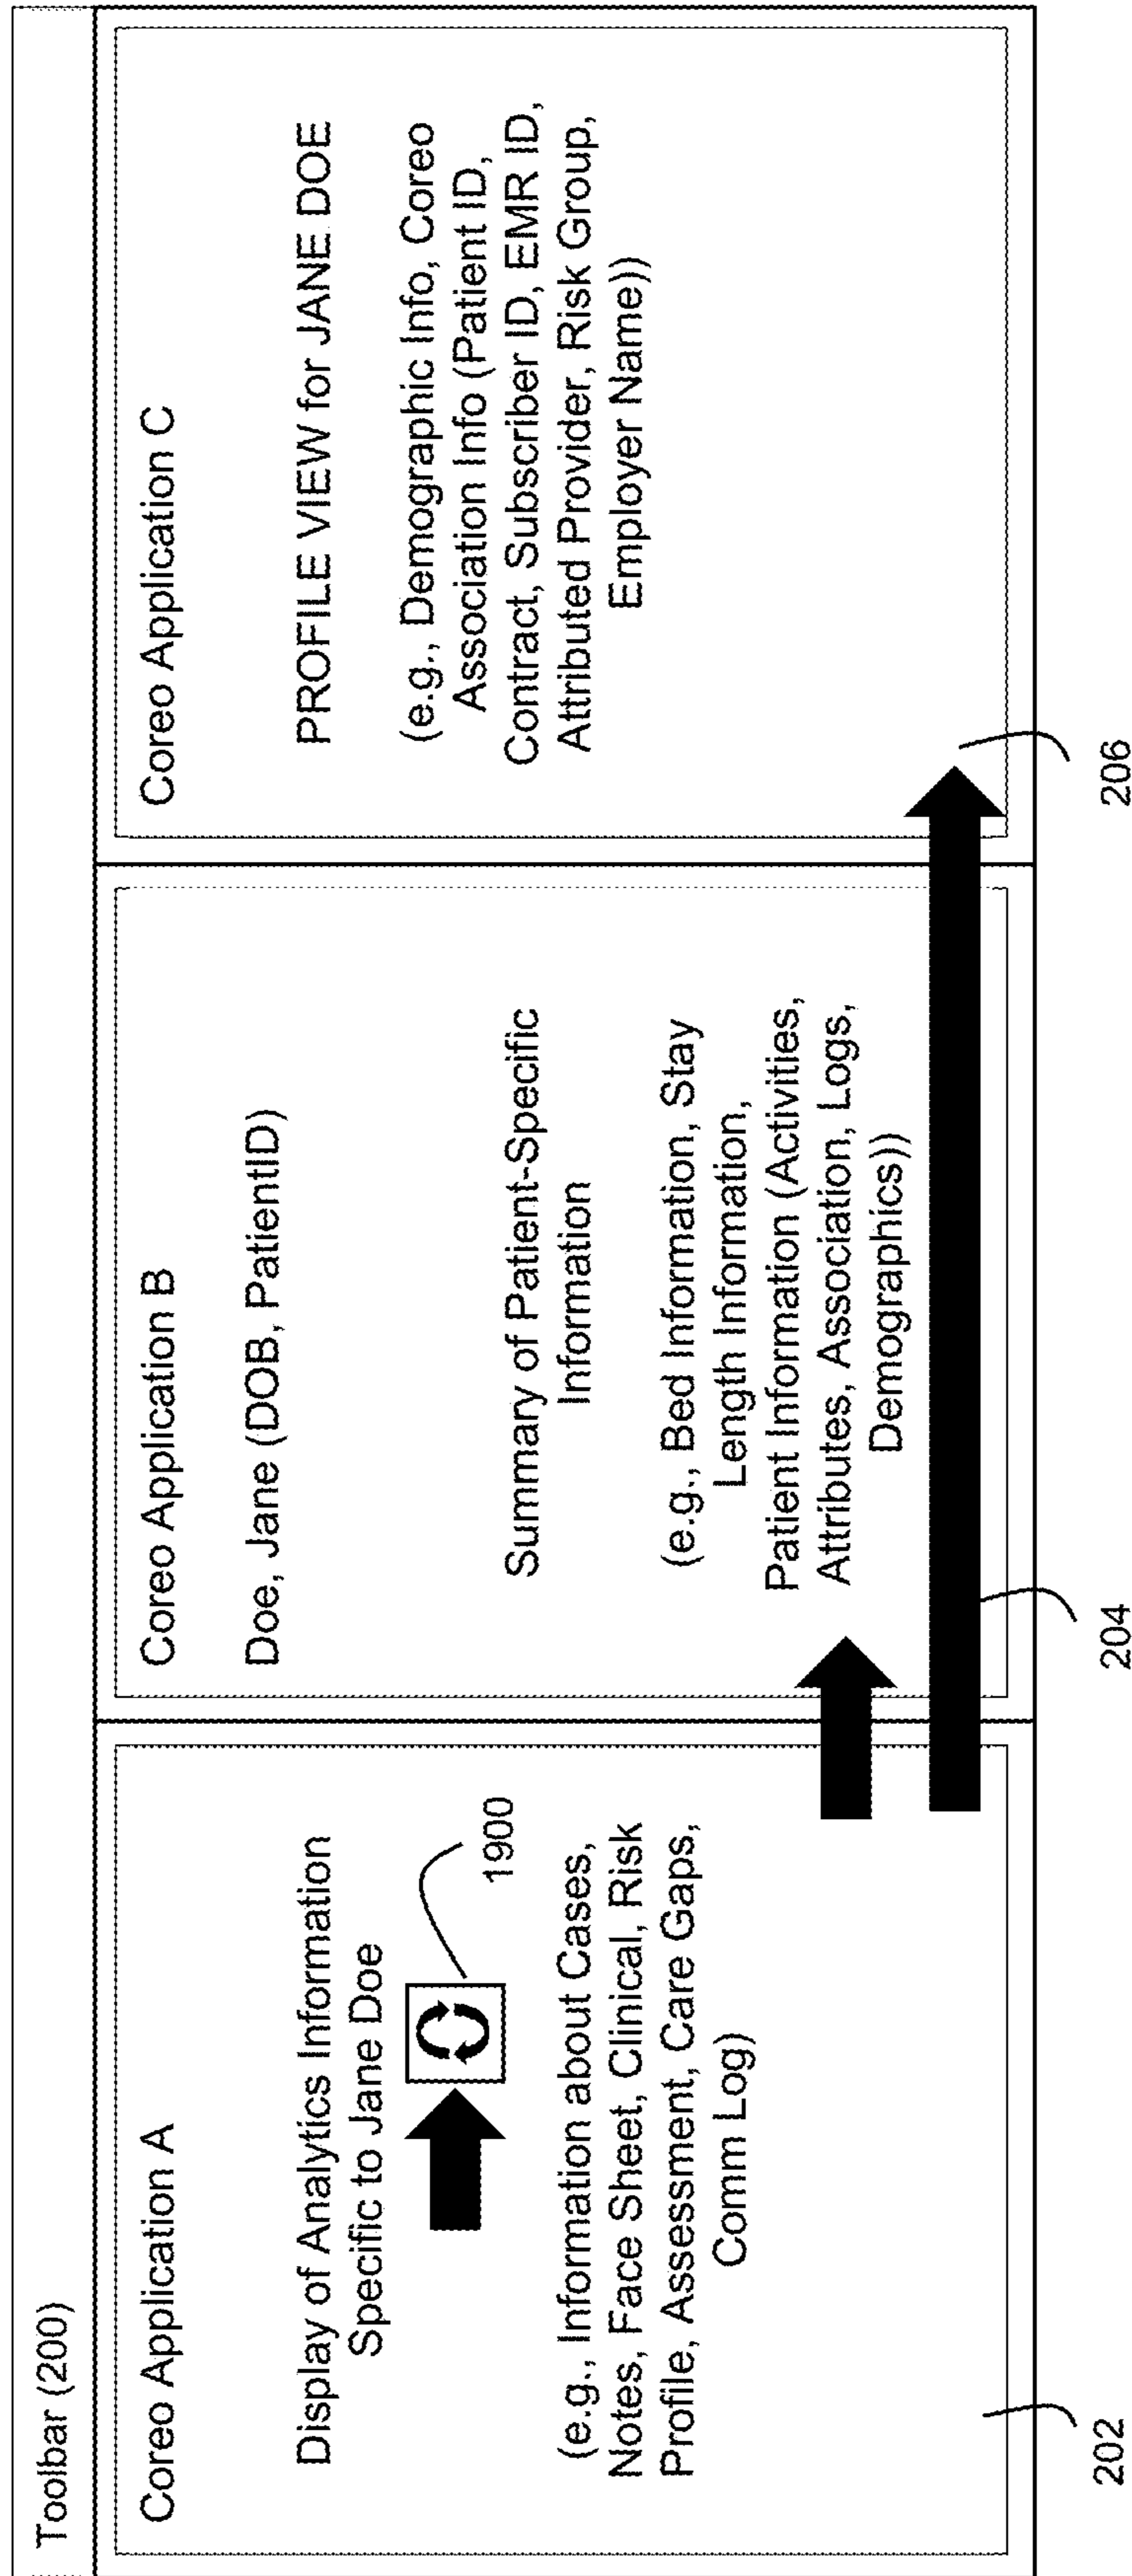 Toolbar (200)
Coreo Application A
Display of Analytics Information
Specific to Jane Doe
1900
(e.g., Information about Cases,
Notes, Face Sheet, Clinical, Risk
Profile, Assessment, Care Gaps,
Comm Log)
202
Coreo Application B
Doe, Jane (DOB, PatientID)
Summary of Patient-Specific
Information
(e.g., Bed Information, Stay
Length Information,
Patient Information (Activities,
Attributes, Association, Logs,
Demographics))
204
Coreo Application C
PROFILE VIEW for JANE DOE
(e.g., Demographic Info, Coreo
Association Info (Patient ID,
Contract, Subscriber ID, EMR ID,
Attributed Provider, Risk Group,
Employer Name))
206